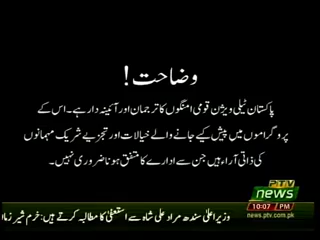 وضاحت!
پاکستان ٹیلی ویژن قومی امنگوں کا ترجمان اور آئینہ دار ہے۔ اس کے
پروگراموں میں پیش کیے جانے والے خیالات اور تجزیے شریک مہمانوں
کی ذاتی آراء ہیں جن سے ادارے کا متفق ہونا ضروری نہیں۔
PTV
news
وزیراعلیٰ سندھ مراد علی شاہ سے استعفیٰ کا مطالبہ کرتے ہیں: خرم شیر زماں
10:07 PM
news.ptv.com.pk